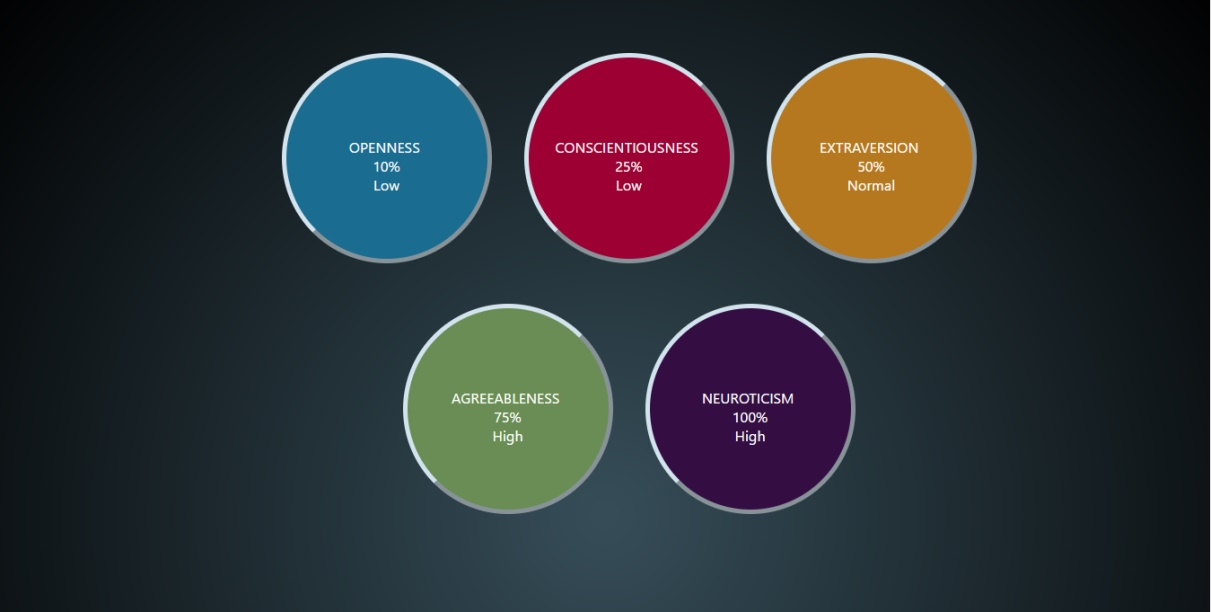 OPENNESS
10%
Low
CONSCIENTIOUSNESS
25%
Low
EXTRAVERSION
50%
Normal
AGREEABLENESS
75%
High
NEUROTICISM
100%
High